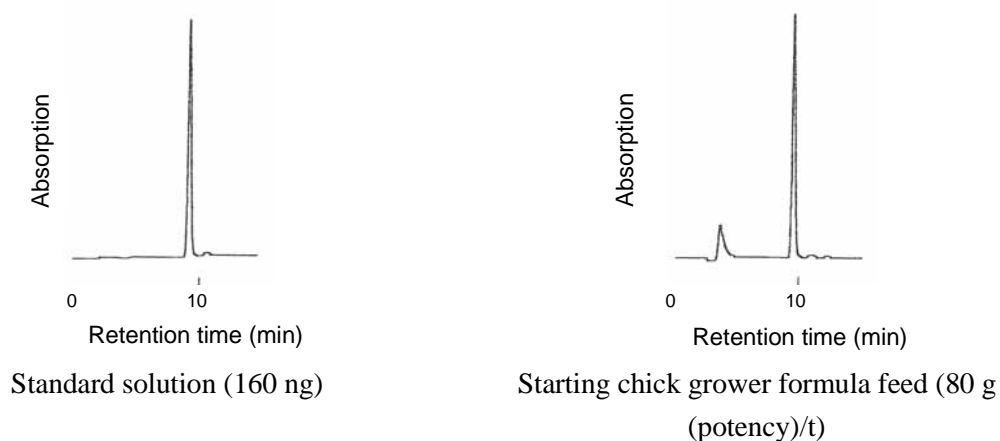 Absorption
0
10
Retention time (min)
Standard solution (160 ng)
Absorption
0
10
Retention time (min)
Starting chick grower formula feed (80 g
(potency)/t)